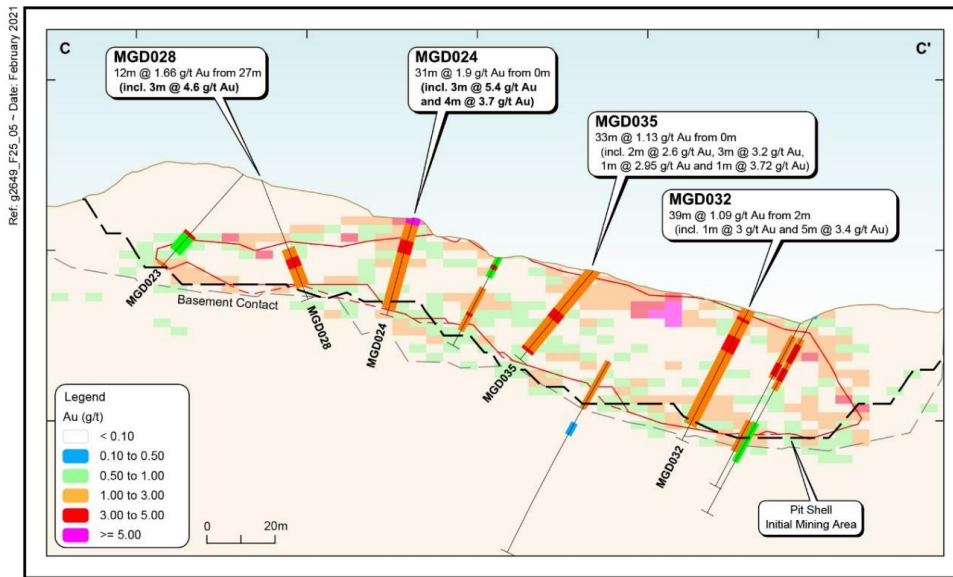 Ref: g2649_F25_05 ~ Date: February 2021
C
C'
MGD028
12m @ 1.66 g/t Au from 27m
(incl. 3m @ 4.6 g/t Au)
MGD024
31m @ 1.9 g/t Au from 0m
(incl. 3m @ 5.4 g/t Au
and 4m @ 3.7 g/t Au)
MGD035
33m @ 1.13 g/t Au from 0m
(incl. 2m @ 2.6 g/t Au, 3m @ 3.2 g/t Au,
1m @ 2.95 g/t Au and 1m @ 3.72 g/t Au)
MGD032
39m @ 1.09 g/t Au from 2m
(incl. 1m @ 3 g/t Au and 5m @ 3.4 g/t Au)
MGD023
Basement Contact
MGD028
MGD024
MGD035
MGD032
Pit Shell
Initial Mining Area
Legend
Au (g/t)
< 0.10
0.10 to 0.50
0.50 to 1.00
1.00 to 3.00
3.00 to 5.00
>= 5.00
0 20m